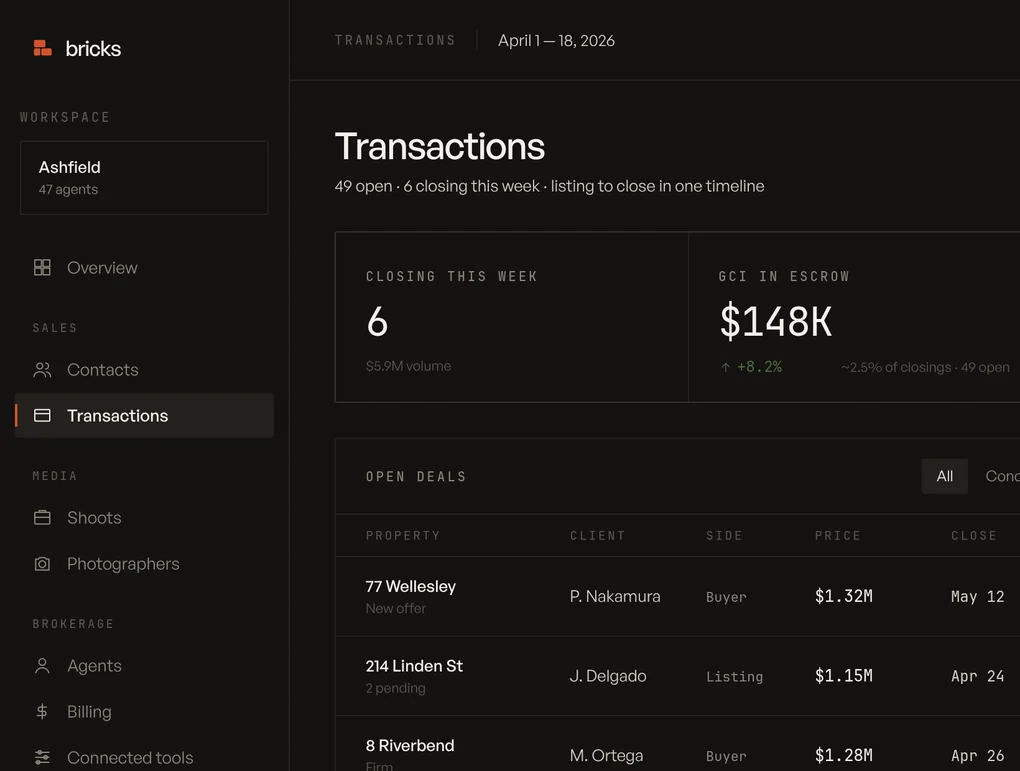 bricks
TRANSACTIONS
April 1 — 18, 2026
WORKSPACE
Ashfield
47 agents
Overview
SALES
Contacts
Transactions
MEDIA
Shoots
Photographers
BROKERAGE
Agents
Billing
Connected tools
Transactions
49 open · 6 closing this week · listing to close in one timeline
CLOSING THIS WEEK
6
$5.9M volume
GCI IN ESCROW
$148K
↑ +8.2% ~2.5% of closings · 49 open
OPEN DEALS
All
PROPERTY CLIENT SIDE PRICE CLOSE
77 Wellesley
New offer
P. Nakamura Buyer $1.32M May 12
214 Linden St
2 pending
J. Delgado Listing $1.15M Apr 24
8 Riverbend
Firm
M. Ortega Buyer $1.28M Apr 26